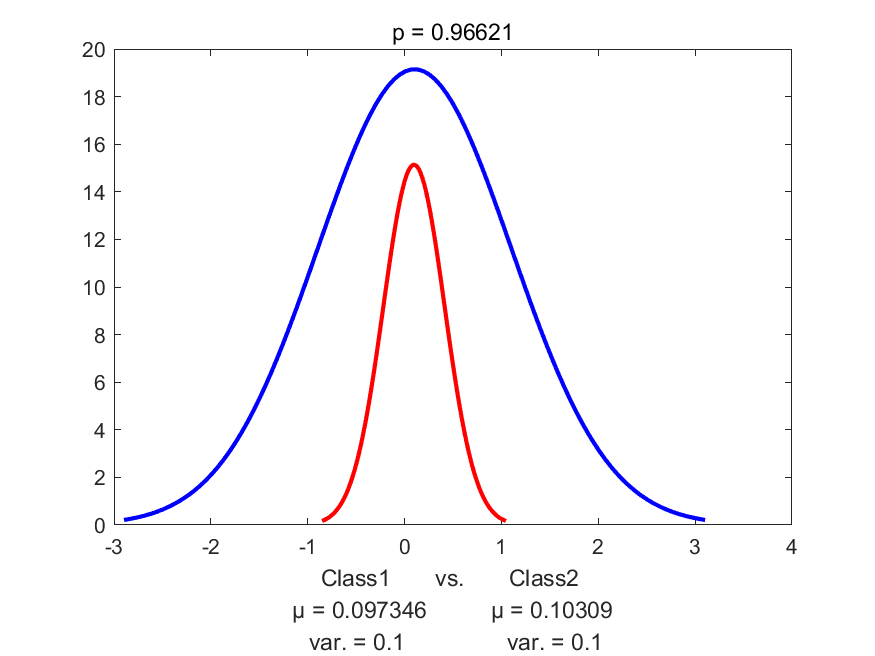 p = 0.96621
20
18
16
14
12
10
8
6
4
2
0
-3 -2 -1 0 1 2 3 4
Class1 vs. Class2
μ = 0.097346 μ = 0.10309
var. = 0.1 var. = 0.1